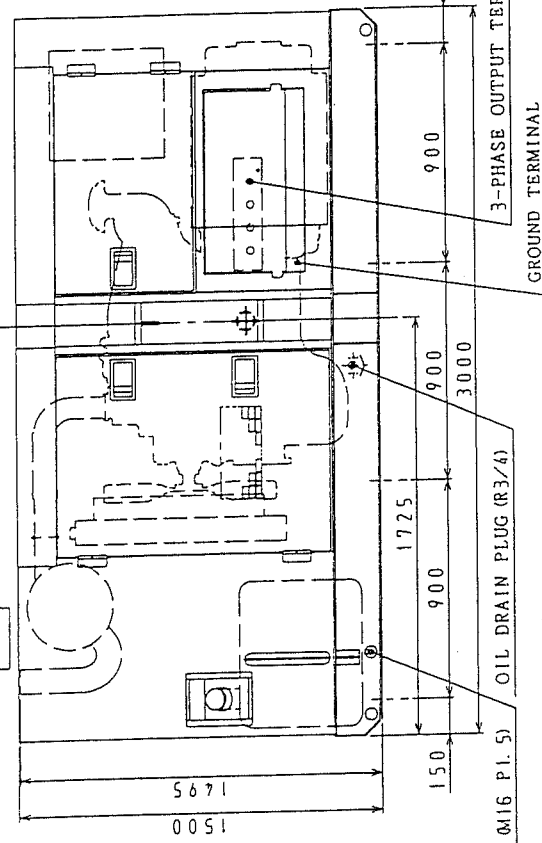 3-PHASE OUTPUT TER
GROUND TERMINAL
900
900
3000
1725
900
150
1495
1500
OIL DRAIN PLUG (R3/4)
(M16 P1.5)